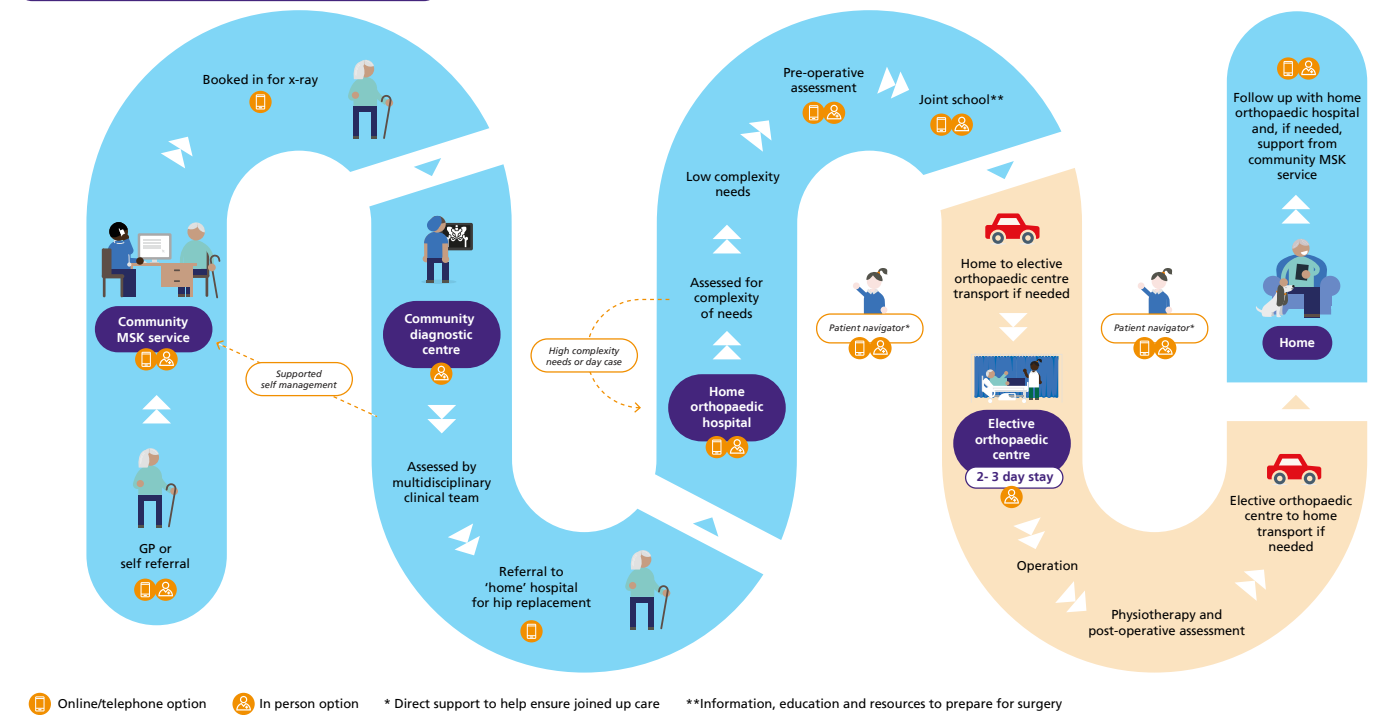 GP or
self referral
Community
MSK service
Booked in for x-ray
Community
diagnostic
centre
Supported
self management
Assessed by
multidisciplinary
clinical team
Referral to
‘home’ hospital
for hip replacement
Home
orthopaedic
hospital
High complexity
needs or day case
Assessed for
complexity
of needs
Low complexity
needs
Pre-operative
assessment
Joint school**
Patient navigator*
Home to elective
orthopaedic centre
transport if needed
Elective
orthopaedic
centre
2- 3 day stay
Operation
Physiotherapy and
post-operative assessment
Patient navigator*
Elective orthopaedic
centre to home
transport if
needed
Home
Follow up with home
orthopaedic hospital
and, if needed,
support from
community MSK
service
Online/telephone option
In person option
* Direct support to help ensure joined up care
**Information, education and resources to prepare for surgery